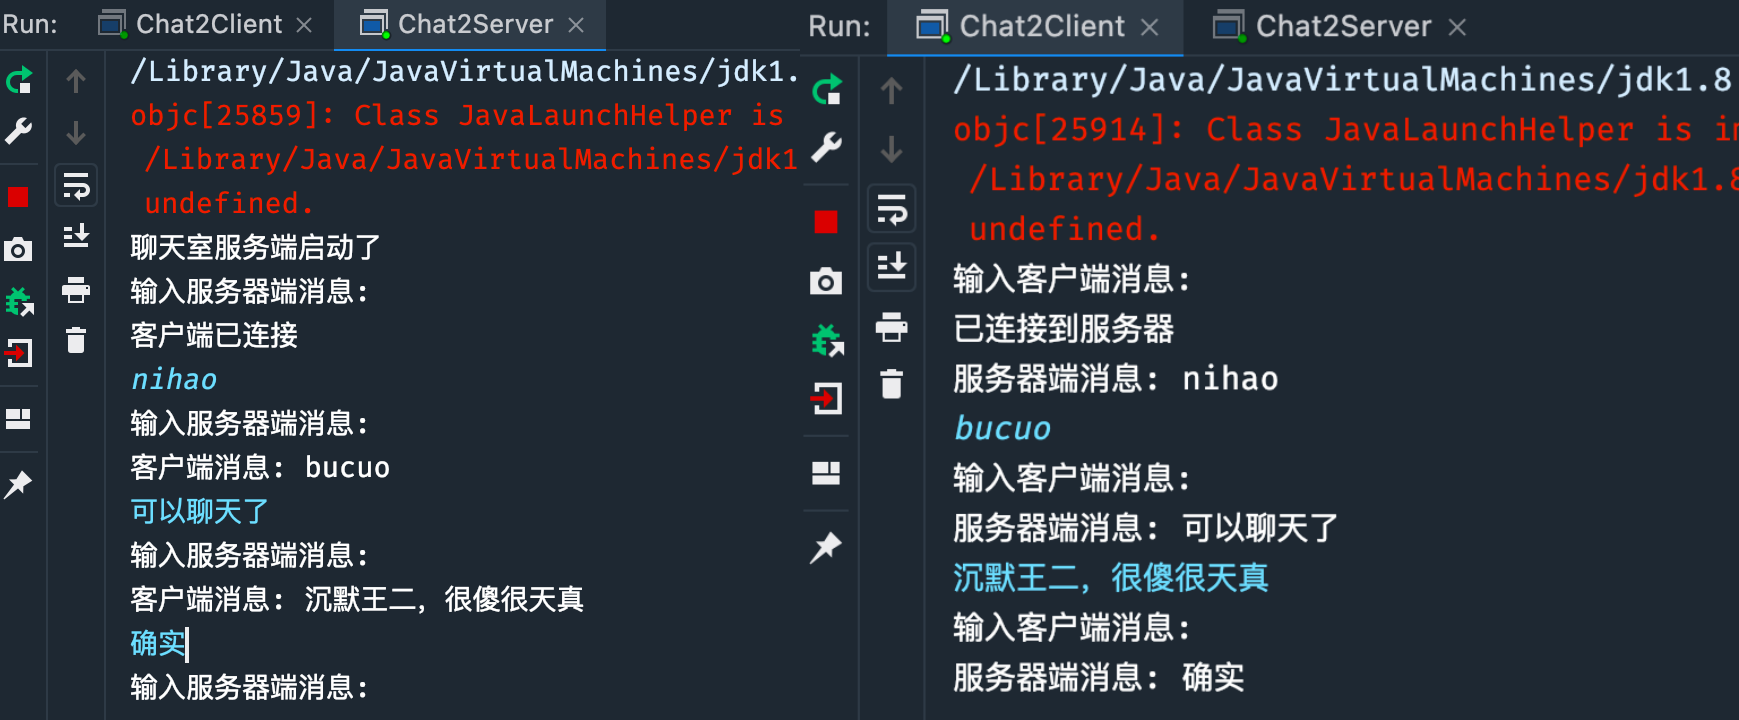 Run: Chat2Client × Chat2Server ×
/Library/Java/JavaVirtualMachines/jdk1.
objc[25859]: Class JavaLaunchHelper is
/Library/Java/JavaVirtualMachines/jdk1
undefined.
聊天室服务端启动了
输入服务器端消息:
客户端已连接
nihao
输入服务器端消息:
客户端消息: bucuo
可以聊天了
输入服务器端消息:
客户端消息: 沉默王二，很傻很天真
确实
输入服务器端消息:
Run: Chat2Client × Chat2Server ×
/Library/Java/JavaVirtualMachines/jdk1.8
objc[25914]: Class JavaLaunchHelper is im
/Library/Java/JavaVirtualMachines/jdk1.8
undefined.
输入客户端消息:
已连接到服务器
服务器端消息: nihao
bucuo
输入客户端消息:
服务器端消息: 可以聊天了
沉默王二，很傻很天真
输入客户端消息:
服务器端消息: 确实